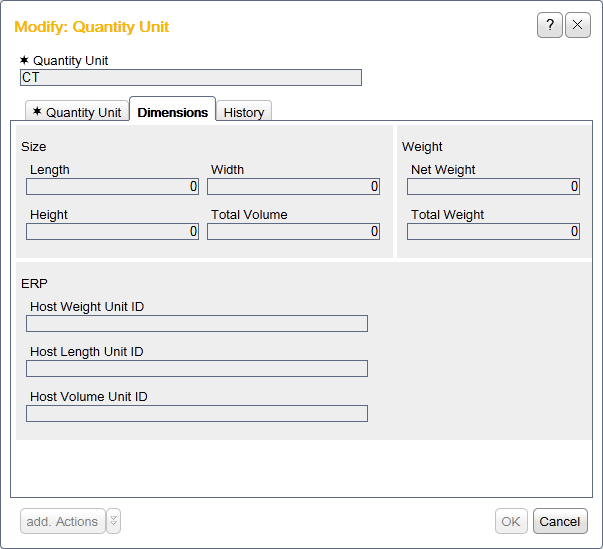 Modify: Quantity Unit
?
✶ Quantity Unit
CT
✶ Quantity Unit Dimensions History
Size
Weight
Length
Width
Net Weight
0
0
0
Height
Total Volume
Total Weight
0
0
0
ERP
Host Weight Unit ID
Host Length Unit ID
Host Volume Unit ID
add. Actions
OK
Cancel